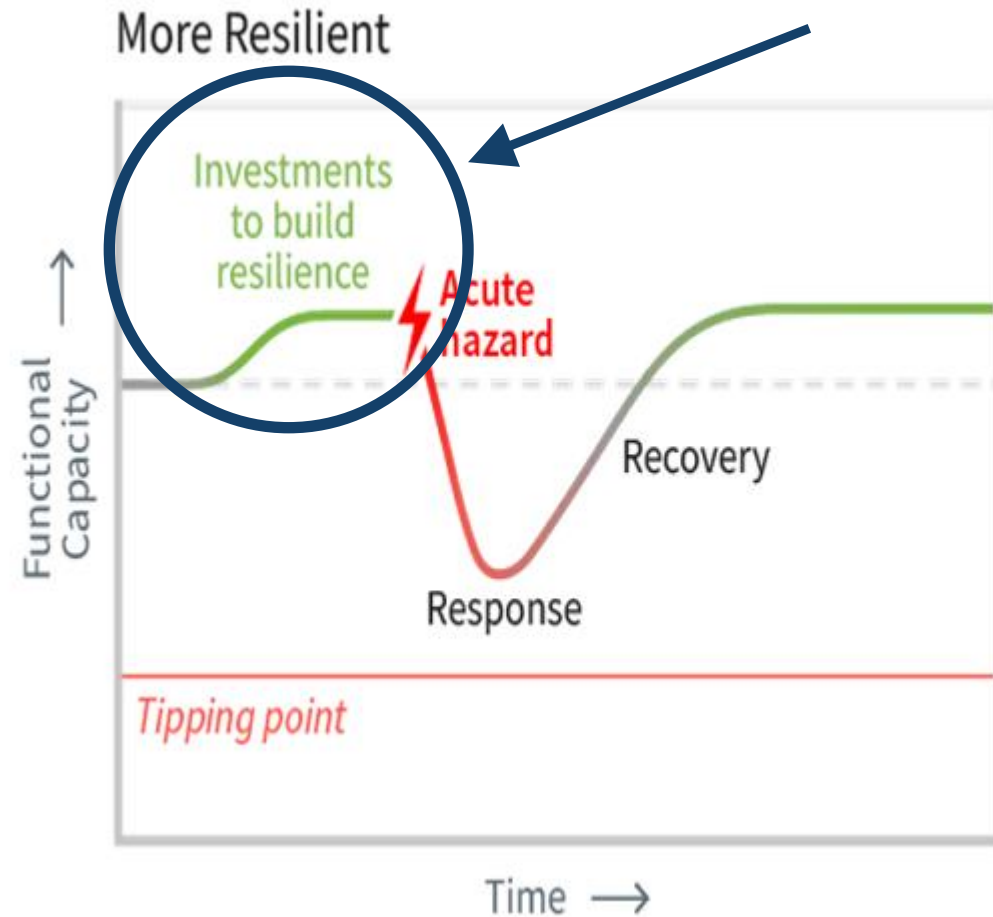 More Resilient
Investments
to build
resilience
Acute
hazard
Functional
Capacity
Recovery
Response
Tipping point
Time